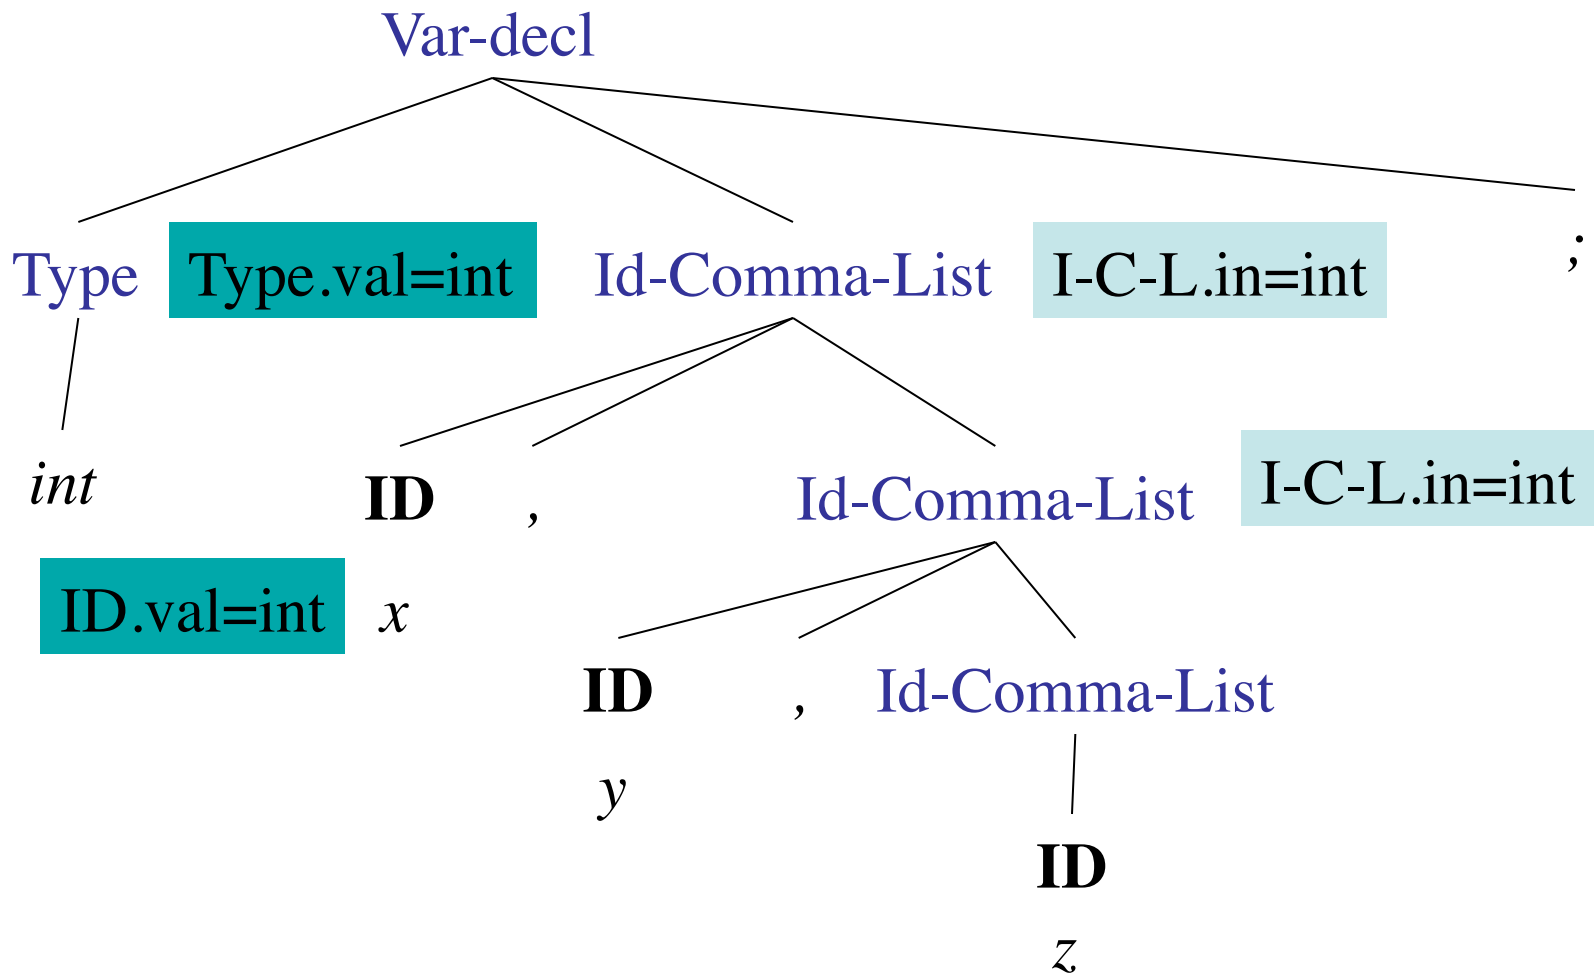 Var-decl
Type Type.val=int Id-Comma-List I-C-L.in=int ;
int ID , Id-Comma-List I-C-L.in=int
ID.val=int x
ID , Id-Comma-List
y
ID
z